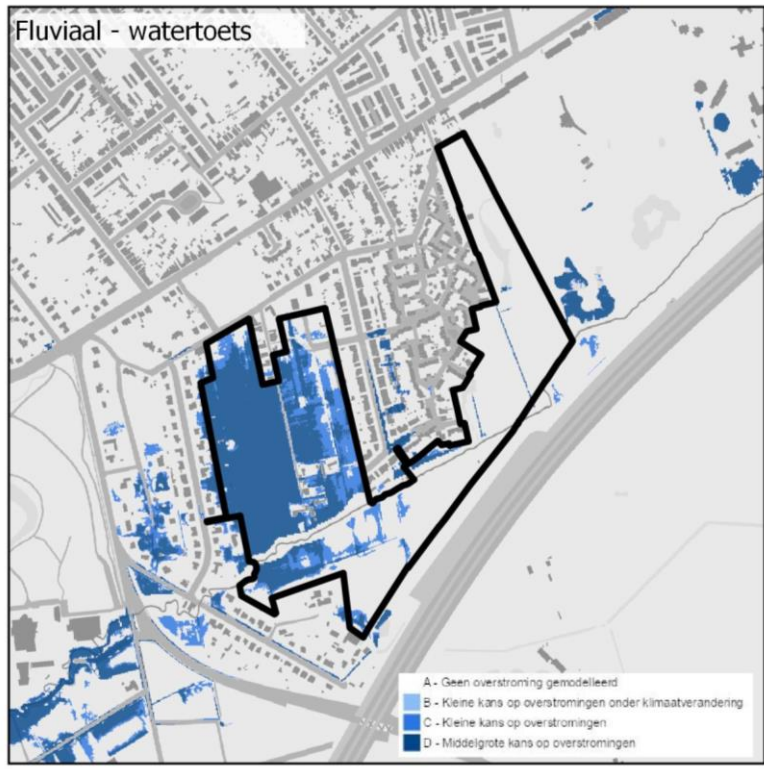 Fluviaal - watertoets
A - Geen overstroming gemodelleerd
B - Kleine kans op overstromingen onder klimaatverandering
C - Kleine kans op overstromingen
D - Middelgrote kans op overstromingen